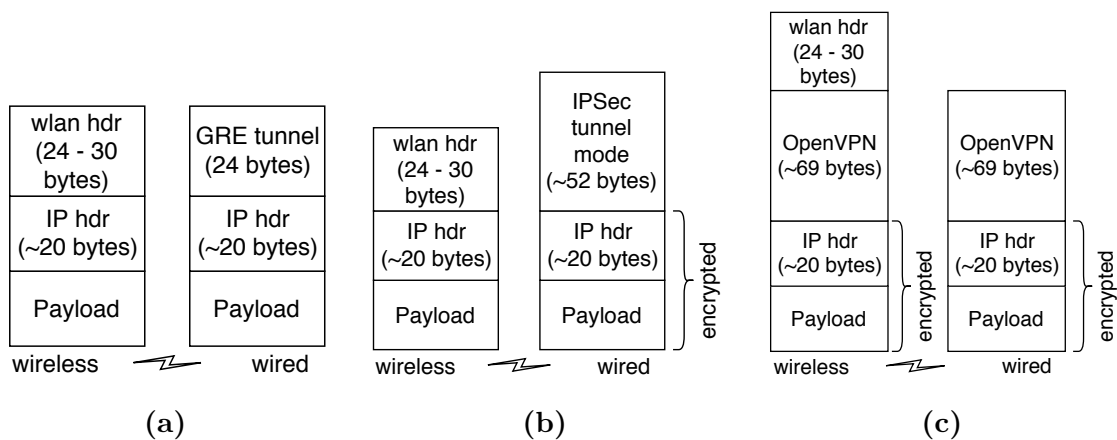 wlan hdr
(24 - 30
bytes)
IP hdr
(~20 bytes)
Payload
wireless
GRE tunnel
(24 bytes)
IP hdr
(~20 bytes)
Payload
wired
(a)
wlan hdr
(24 - 30
bytes)
IP hdr
(~20 bytes)
Payload
wireless
IPSec
tunnel
mode
(~52 bytes)
IP hdr
(~20 bytes)
Payload
wired
encrypted
(b)
wlan hdr
(24 - 30
bytes)
OpenVPN
(~69 bytes)
IP hdr
(~20 bytes)
Payload
encrypted
wireless
OpenVPN
(~69 bytes)
IP hdr
(~20 bytes)
Payload
encrypted
wired
(c)